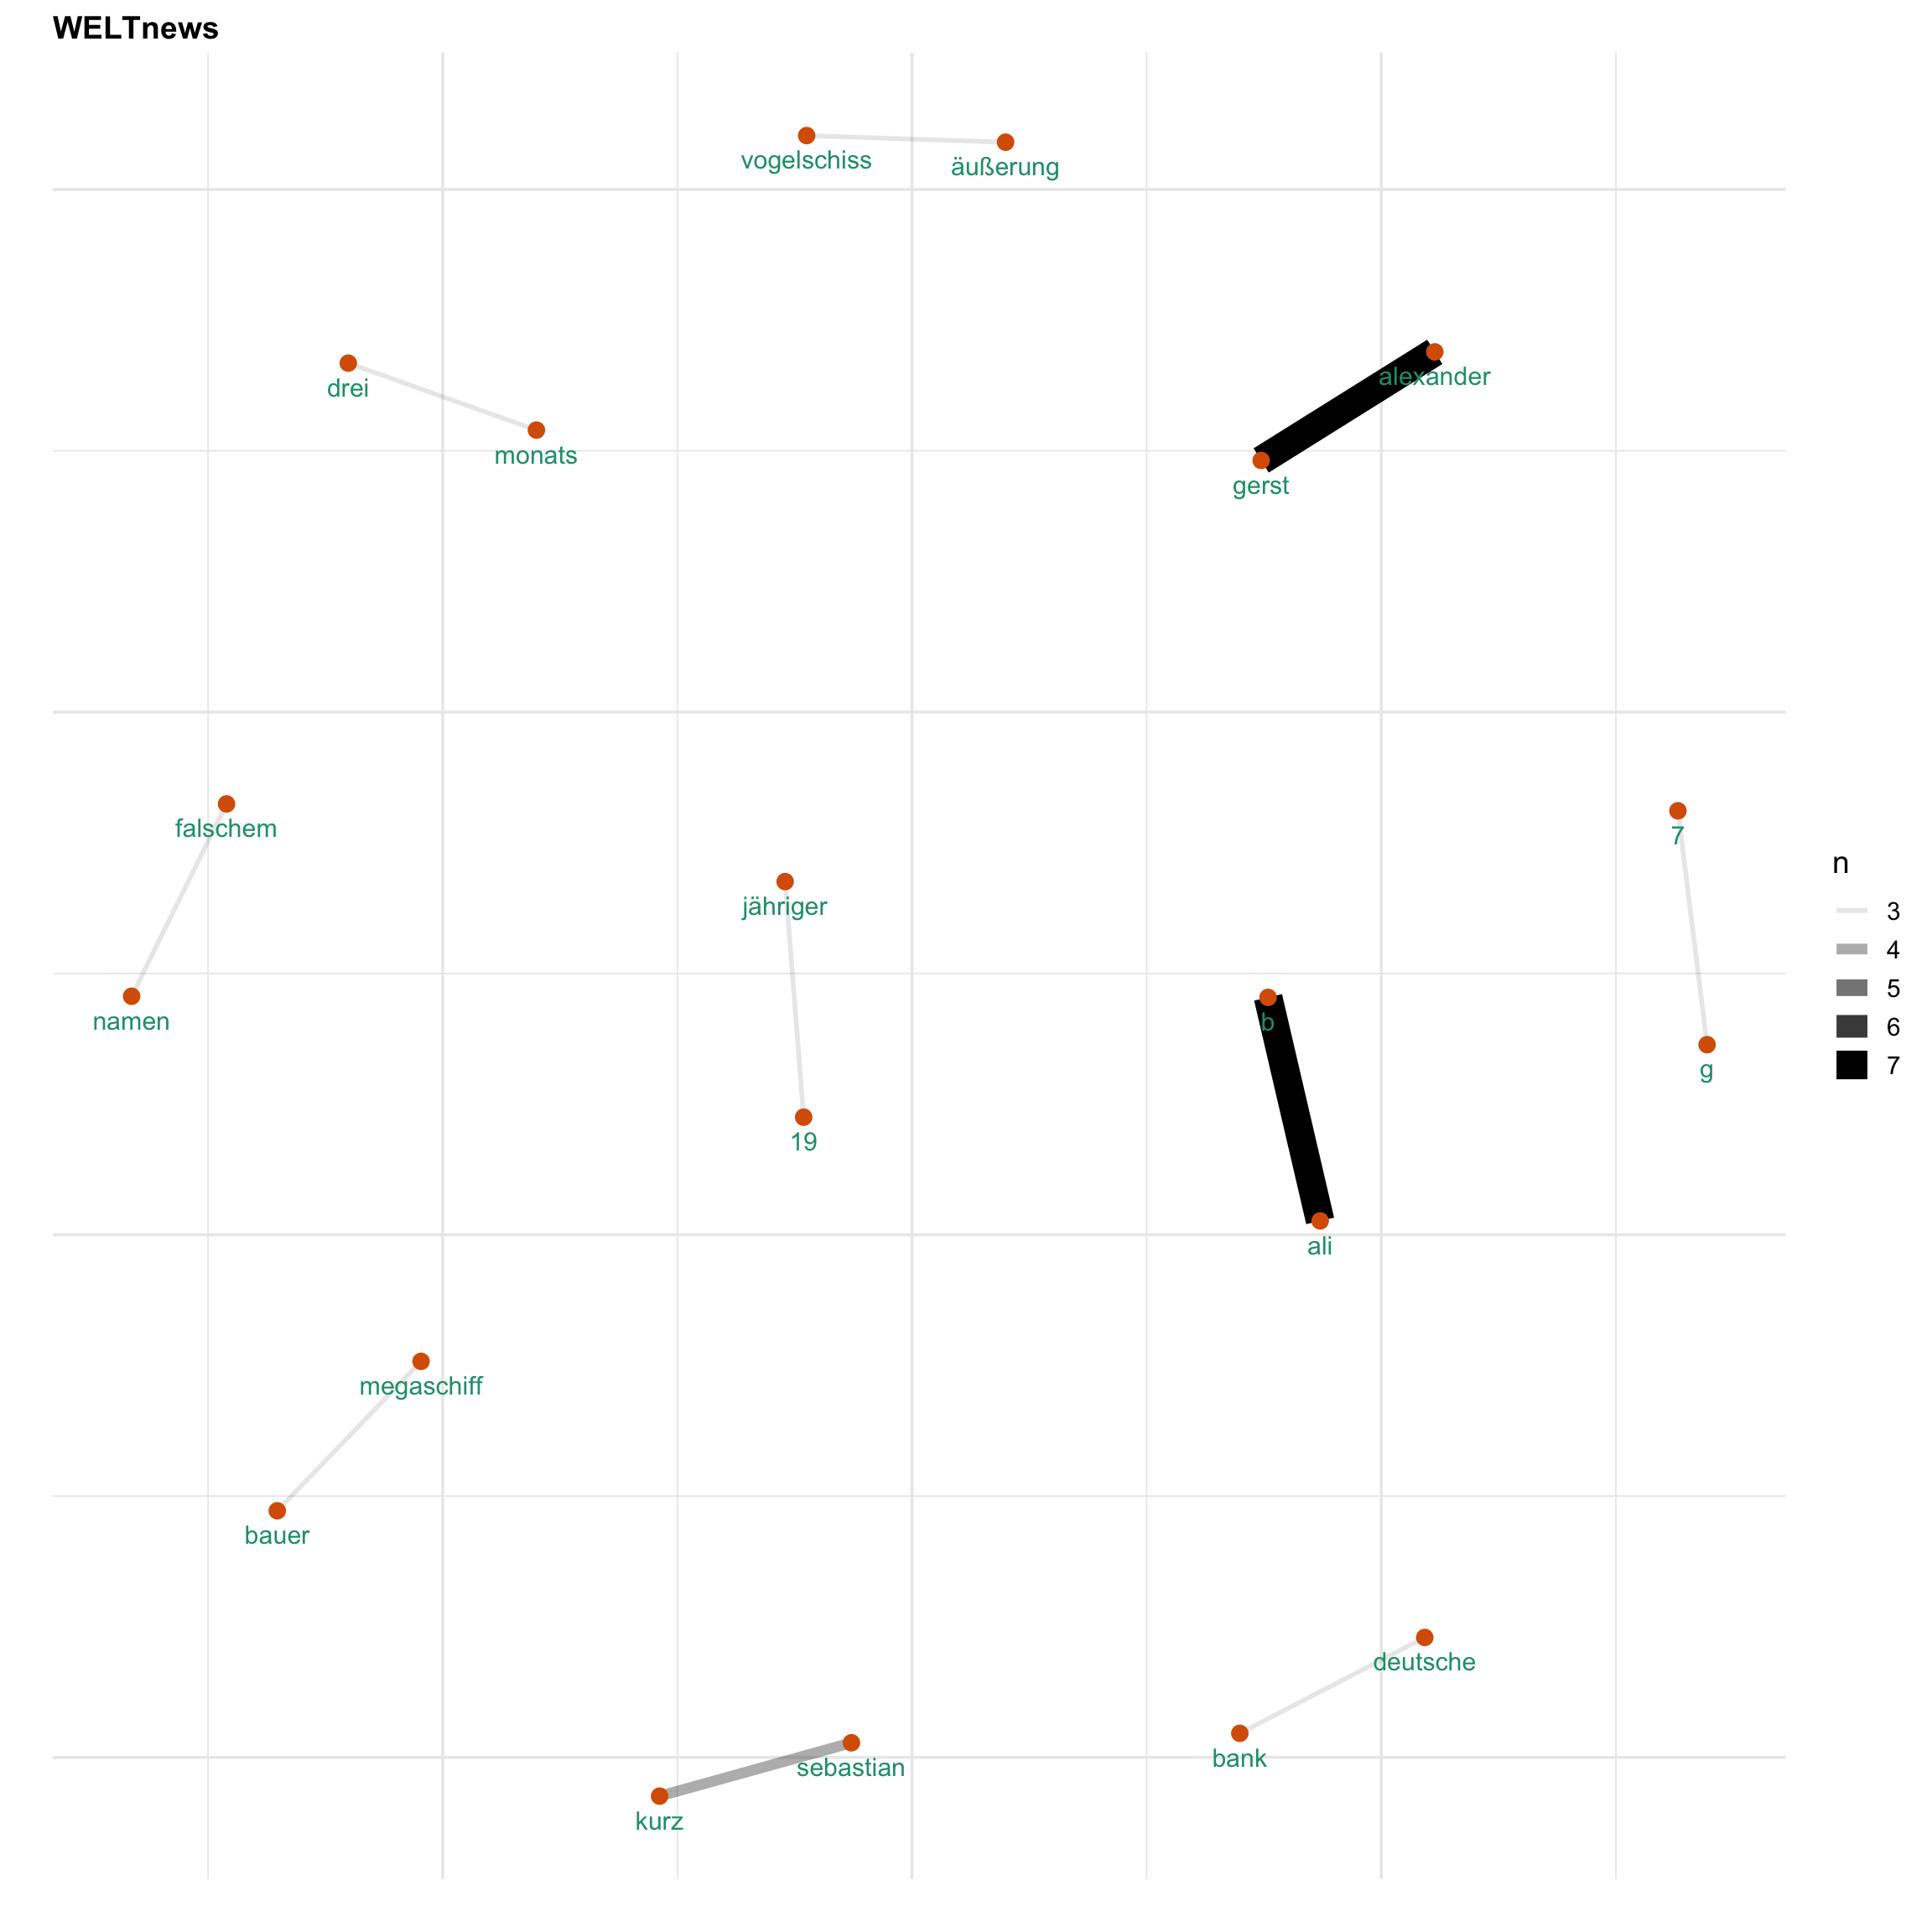 WELTnews
vogelschiss
äußerung
alexander
drei
monats
gerst
falschem
7
jähriger
namen
b
g
19
ali
megaschiff
bauer
deutsche
bank
sebastian
kurz
n
3
4
5
6
7